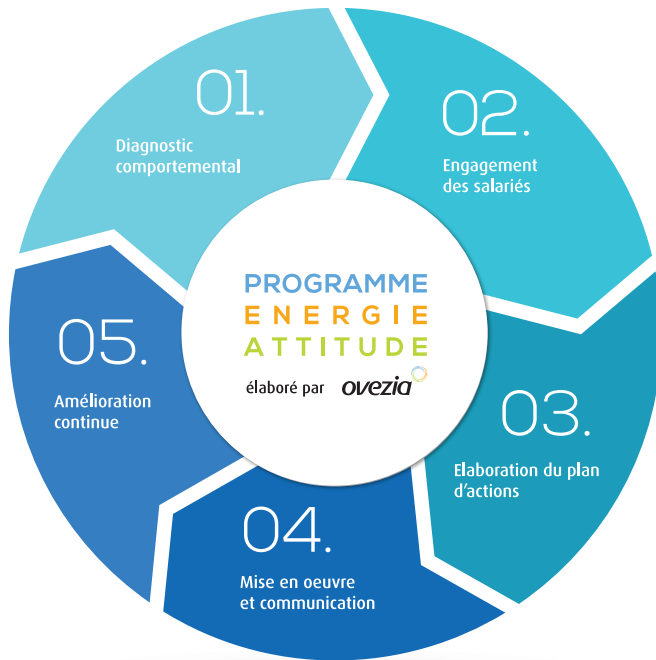 01.
Diagnostic
comportemental
02.
Engagement
des salariés
03.
Elaboration du plan
d'actions
04.
Mise en oeuvre
et communication
05.
Amélioration
continue
PROGRAMME
ENERGIE
ATTITUDE
élaboré par ovezia